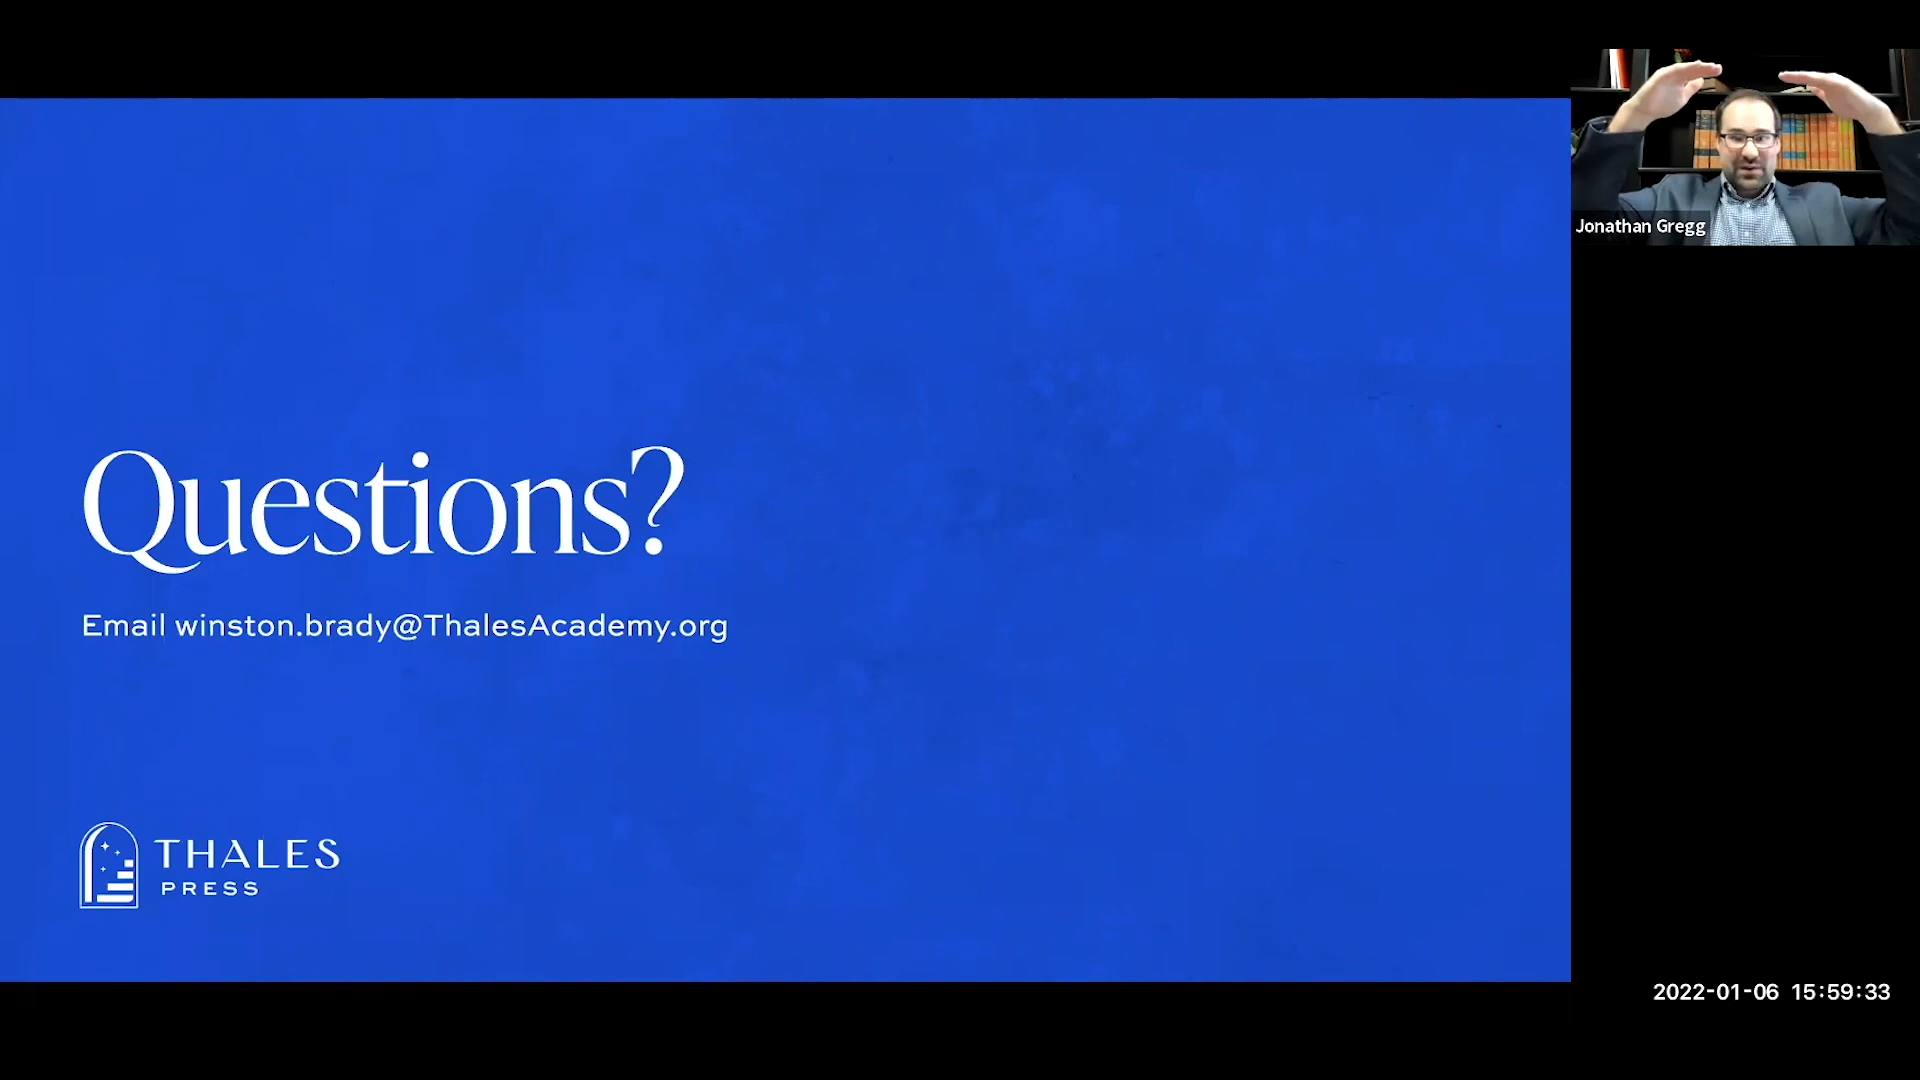 Jonathan Gregg
Questions?
Email winston.brady@ThalesAcademy.org
THALES
PRESS
2022-01-06 15:59:33